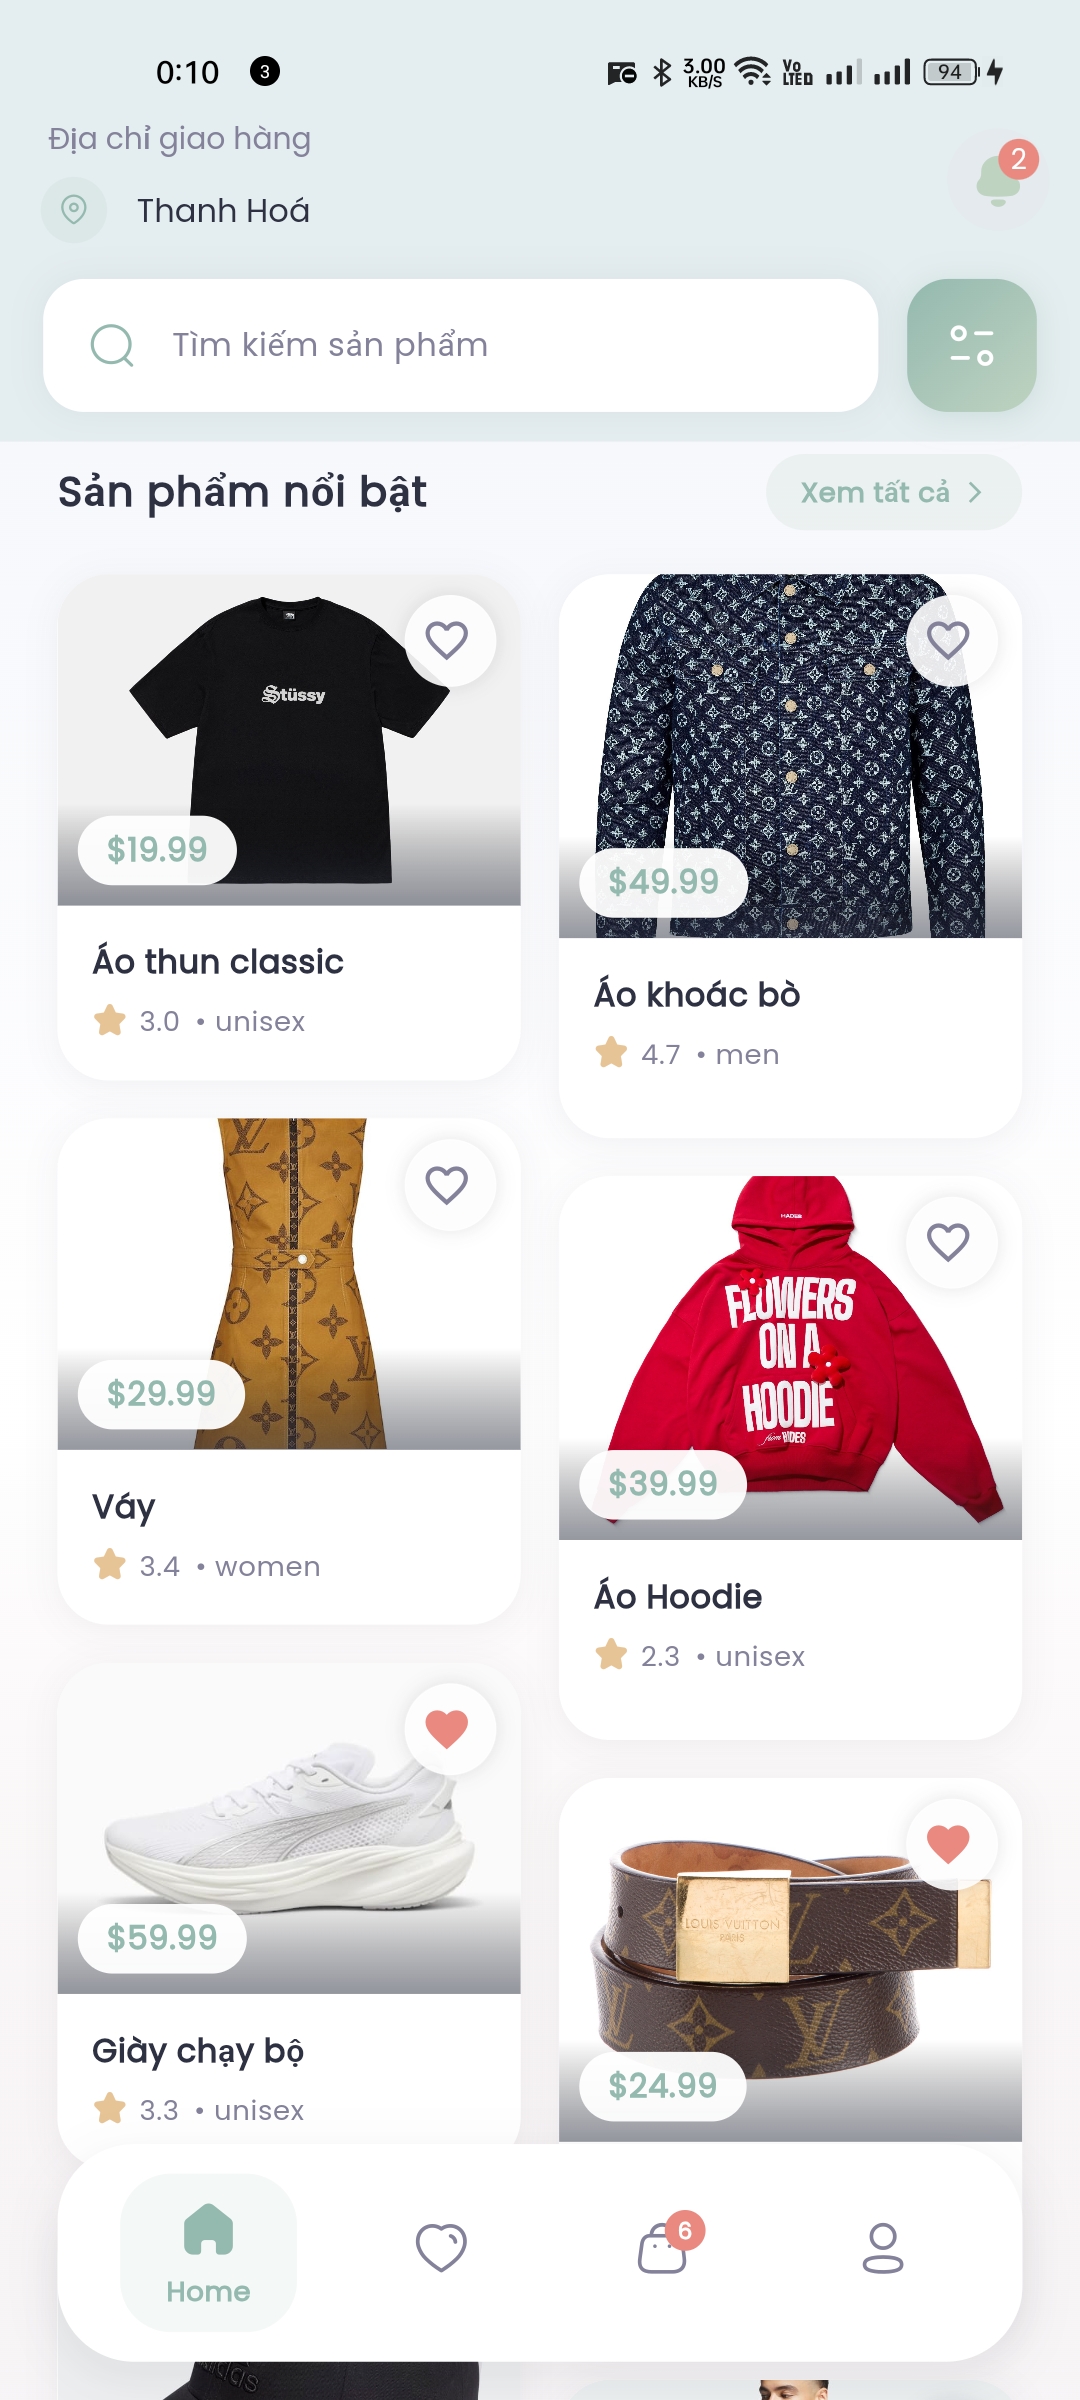 0:10 3 3.00 KB/S Vo LTE 94
Địa chỉ giao hàng
2
Thanh Hoá
Tìm kiếm sản phẩm
Sản phẩm nổi bật
Xem tất cả
Stüssy
$19.99
Áo thun classic
3.0 • unisex
$49.99
Áo khoác bò
4.7 • men
$29.99
Váy
3.4 • women
HADES
FLOWERS
ON A
HOODIE
from HADES
$39.99
Áo Hoodie
2.3 • unisex
$59.99
Giày chạy bộ
3.3 • unisex
LOUIS VUITTON
PARIS
$24.99
Home
6
adidas